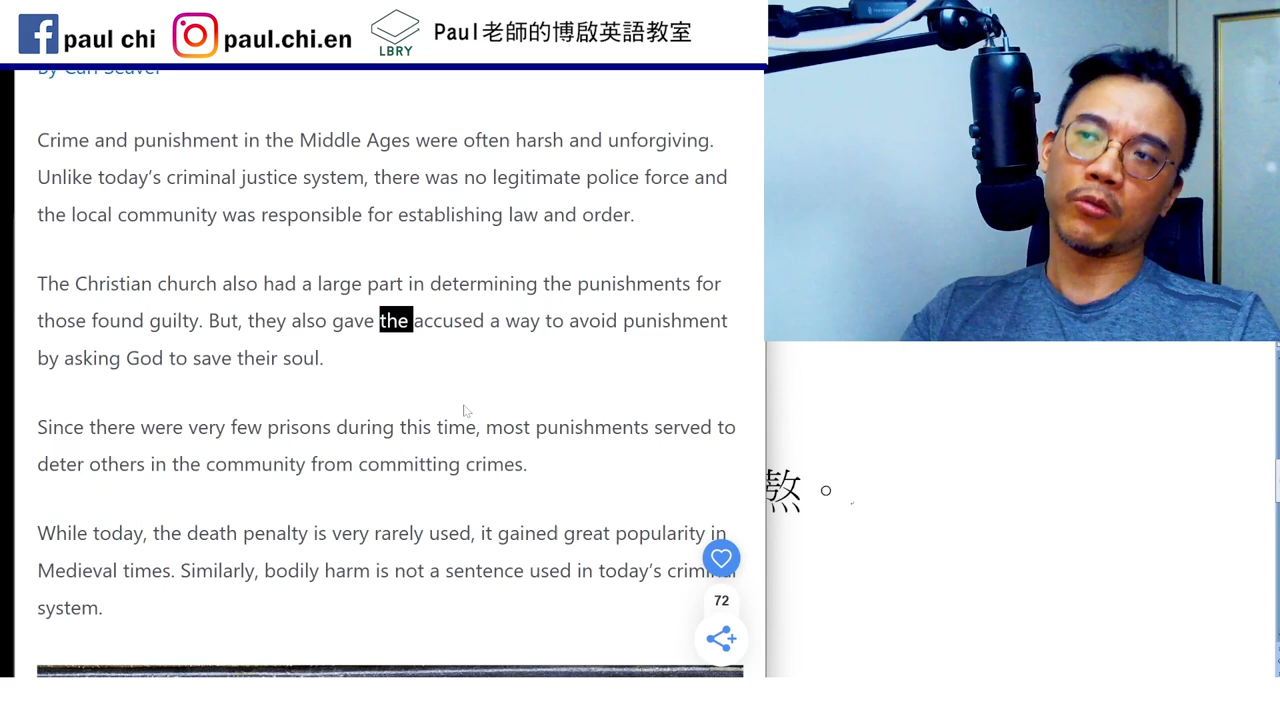 paul chi
paul.chi.en
LBRY
Paul老師的博啟英語教室
By Carl Seaver
Crime and punishment in the Middle Ages were often harsh and unforgiving.
Unlike today's criminal justice system, there was no legitimate police force and
the local community was responsible for establishing law and order.
The Christian church also had a large part in determining the punishments for
those found guilty. But, they also gave the accused a way to avoid punishment
by asking God to save their soul.
Since there were very few prisons during this time, most punishments served to
deter others in the community from committing crimes.
While today, the death penalty is very rarely used, it gained great popularity in
Medieval times. Similarly, bodily harm is not a sentence used in today's criminal
system.
72
熬。